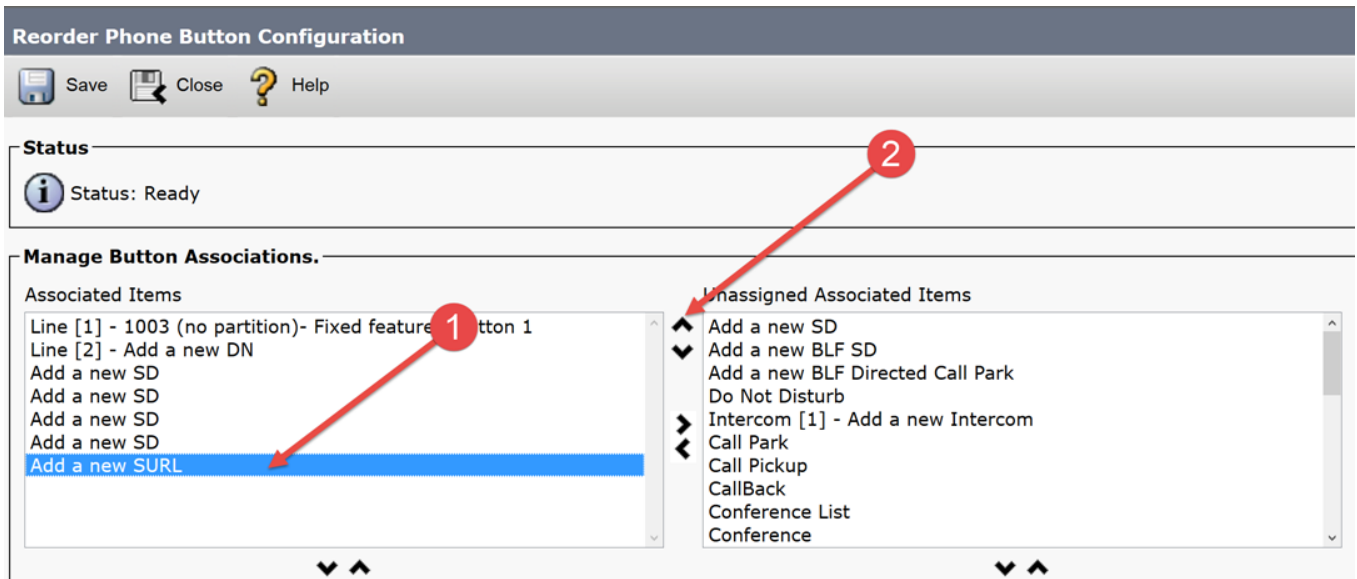 Reorder Phone Button Configuration
Save Close Help
Status
2
i Status: Ready
Manage Button Associations.
Associated Items
Line [1] - 1003 (no partition)- Fixed feature 1 tton 1
Line [2] - Add a new DN
Add a new SD
Add a new SD
Add a new SD
Add a new SD
Add a new SURL
Unassigned Associated Items
Add a new SD
Add a new BLF SD
Add a new BLF Directed Call Park
Do Not Disturb
Intercom [1] - Add a new Intercom
Call Park
Call Pickup
CallBack
Conference List
Conference